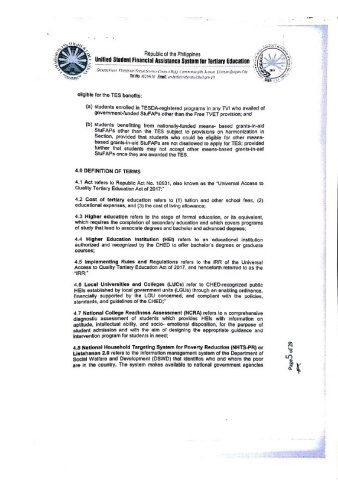 Republic of the Philippines
Unified Student Financial Assistance System for Tertiary Education
eligible for the TES benefits:
(a) students enrolled in TESDA-registered programs in any TVI who availed of
government-funded StuFAPs other than the Free TVET provision; and
(b) students benefitting from nationally-funded means- based grants-in-aid
StuFAPs other than the TES subject to provisions on harmonization in
Section, provided that students who could be eligible for other means-
based grants-in-aid StuFAPs are not disallowed to apply for TES; provided
further that students may not accept other means-based grants-in-aid
StuFAPs once they are awarded the TES.
4.0 DEFINITION OF TERMS
4.1 Act refers to Republic Act No. 10931, also known as the "Universal Access to
Quality Tertiary Education Act of 2017;"
4.2 Cost of tertiary education refers to (1) tuition and other school fees, (2)
educational expenses, and (3) the cost of living allowance;
4.3 Higher education refers to the stage of formal education, or its equivalent,
which requires the completion of secondary education and which covers programs
of study that lead to associate degrees and bachelor and advanced degrees;
4.4 Higher Education Institution (HEI) refers to an educational institution
authorized and recognized by the CHED to offer bachelor's degrees or graduate
courses;
4.5 Implementing Rules and Regulations refers to the IRR of the Universal
Access to Quality Tertiary Education Act of 2017, and henceforth referred to as the
"IRR;"
4.6 Local Universities and Colleges (LUCs) refer to CHED-recognized public
HEIs established by local government units (LGUs) through an enabling ordinance,
financially supported by the LGU concerned, and compliant with the policies,
standards, and guidelines of the CHED;"
4.7 National College Readiness Assessment (NCRA) refers to a comprehensive
diagnostic assessment of students which provides HEIs with information on
aptitude, intellectual ability, and socio- emotional disposition, for the purpose of
student admission and with the aim of designing the appropriate guidance and
intervention program for students in need;
4.8 National Household Targeting System for Poverty Reduction (NHTS-PR) or
Listahanan 2.0 refers to the information management system of the Department of
Social Welfare and Development (DSWD) that identifies who and where the poor
are in the country. The system makes available to national government agencies
Page 5 of 29